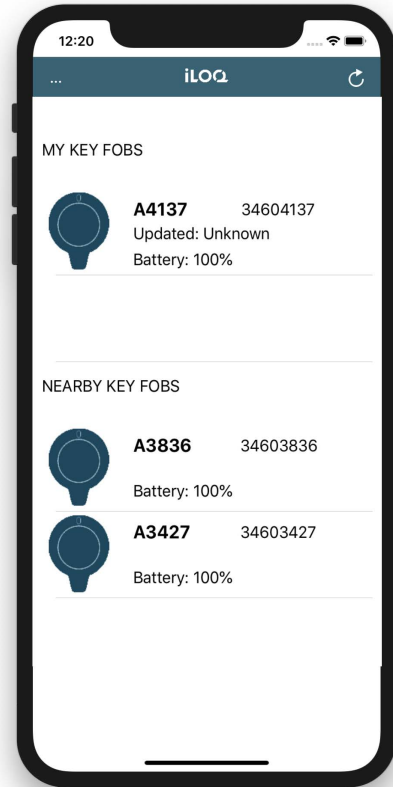 12:20
... iLOQ
MY KEY FOBS
A4137 34604137
Updated: Unknown
Battery: 100%
NEARBY KEY FOBS
A3836 34603836
Battery: 100%
A3427 34603427
Battery: 100%